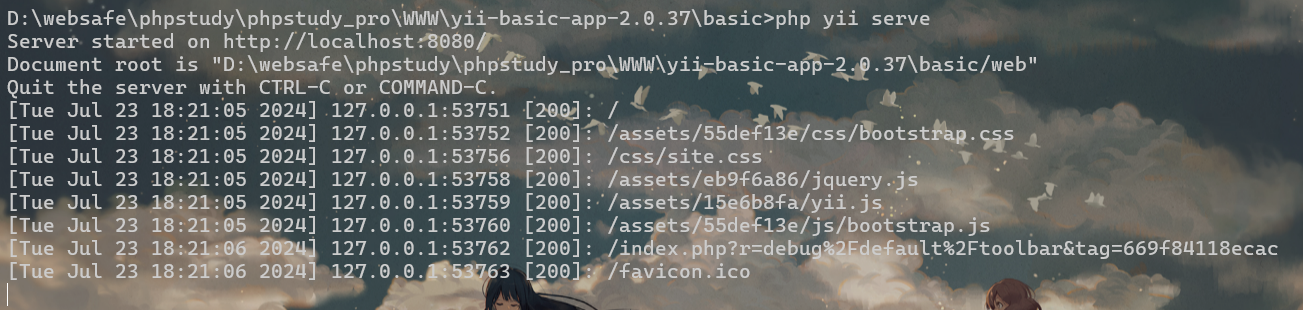 D:\websafe\phpstudy\phpstudy_pro\WWW\yii-basic-app-2.0.37\basic>php yii serve
Server started on http://localhost:8080/
Document root is "D:\websafe\phpstudy\phpstudy_pro\WWW\yii-basic-app-2.0.37\basic/web"
Quit the server with CTRL-C or COMMAND-C.
[Tue Jul 23 18:21:05 2024] 127.0.0.1:53751 [200]: /
[Tue Jul 23 18:21:05 2024] 127.0.0.1:53752 [200]: /assets/55def13e/css/bootstrap.css
[Tue Jul 23 18:21:05 2024] 127.0.0.1:53756 [200]: /css/site.css
[Tue Jul 23 18:21:05 2024] 127.0.0.1:53758 [200]: /assets/eb9f6a86/jquery.js
[Tue Jul 23 18:21:05 2024] 127.0.0.1:53759 [200]: /assets/15e6b8fa/yii.js
[Tue Jul 23 18:21:05 2024] 127.0.0.1:53760 [200]: /assets/55def13e/js/bootstrap.js
[Tue Jul 23 18:21:06 2024] 127.0.0.1:53762 [200]: /index.php?r=debug%2Fdefault%2Ftoolbar&tag=669f84118ecac
[Tue Jul 23 18:21:06 2024] 127.0.0.1:53763 [200]: /favicon.ico